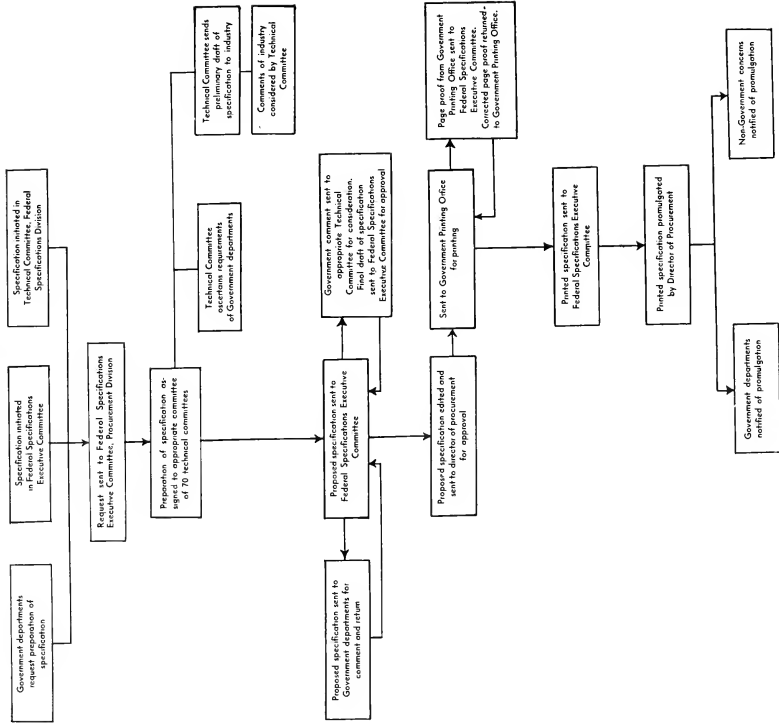 Government departments
request preparation of
specification
Specification initiated
in Federal Specifications
Executive Committee
Specification initiated in
Technical Committee, Federal
Specifications Division
Request sent to Federal Specifications
Executive Committee, Procurement Division
Preparation of specification as-
signed to appropriate committee
of 70 technical committees
Technical Committee
ascertains requirements
of Government departments
Technical Committee sends
preliminary draft of
specification to industry
Comments of industry
considered by Technical
Committee
Proposed specification sent to
Government departments for
comment and return
Proposed specification sent to
Federal Specifications Executive
Committee
Government comment sent to
appropriate Technical
Committee for consideration.
Final draft of specification
sent to Federal Specifications
Executive Committee for approval
Proposed specification edited and
sent to director of procurement
for approval
Sent to Government Printing Office
for printing
Page proof from Government
Printing Office sent to
Federal Specifications
Executive Committee.
Corrected page proof returned-
to Government Printing Office.
Printed specification sent to
Federal Specifications Executive
Committee
Printed specification promulgated
by Director of Procurement
Government departments
notified of promulgation
Non-Government concerns
notified of promulgation